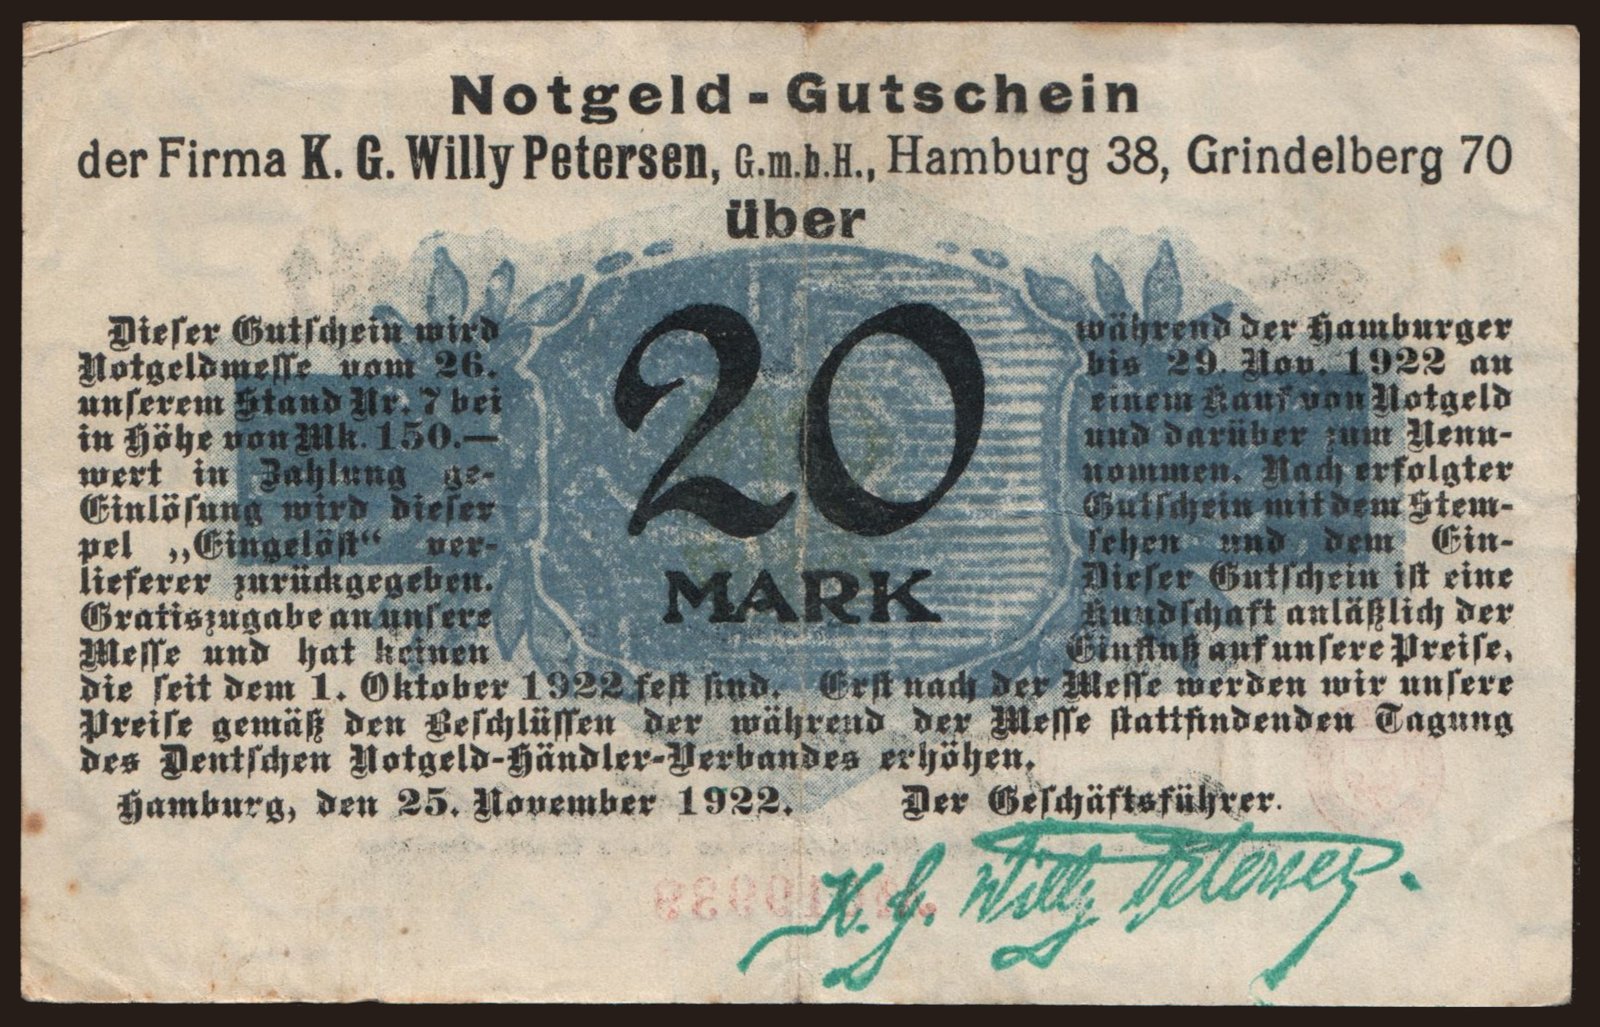 Notgeld - Gutschein
der Firma K. G. Willy Petersen, G.m.b.H., Hamburg 38, Grindelberg 70
über
20
MARK
Dieser Gutschein wird während der Hamburger
Notgeldmesse vom 26. bis 29. Nov. 1922 an
unserem Stand Nr. 7 bei einem Kauf von Notgeld
in Höhe von Mk. 150.— und darüber zum Nenn-
wert in Zahlung ge- nommen. Nach erfolgter
Einlösung wird dieser Gutschein mit dem Stem-
pel „Eingelöst“ ver- sehen und dem Ein-
lieferer zurückgegeben. Dieser Gutschein ist eine
Gratiszugabe an unsere Kundschaft anläßlich der
Messe und hat keinen Einfluß auf unsere Preise,
die seit dem 1. Oktober 1922 fest sind. Erst nach der Messe werden wir unsere
Preise gemäß den Beschlüssen der während der Messe stattfindenden Tagung
des Deutschen Notgeld-Händler-Verbandes erhöhen.
Hamburg, den 25. November 1922. Der Geschäftsführer.
K. G. Willy Petersen.